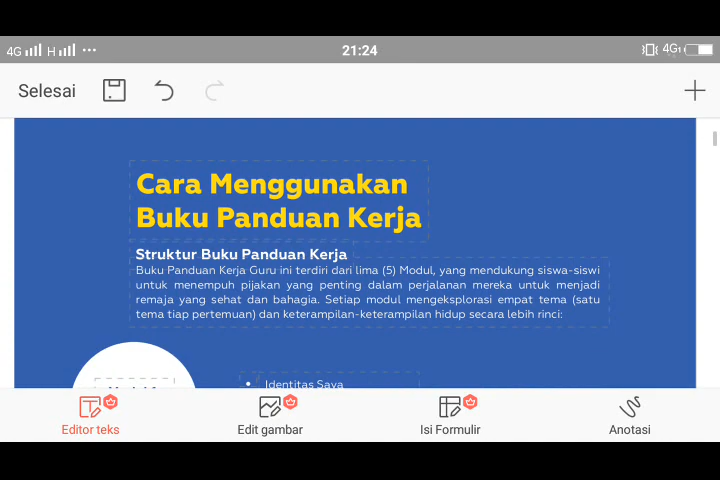 4G H ••• 21:24 4G
Selesai
Cara Menggunakan
Buku Panduan Kerja
Struktur Buku Panduan Kerja
Buku Panduan Kerja Guru ini terdiri dari lima (5) Modul, yang mendukung siswa-siswi
untuk menempuh pijakan yang penting dalam perjalanan mereka untuk menjadi
remaja yang sehat dan bahagia. Setiap modul mengeksplorasi empat tema (satu
tema tiap pertemuan) dan keterampilan-keterampilan hidup secara lebih rinci:
• Identitas Saya
Editor teks Edit gambar Isi Formulir Anotasi